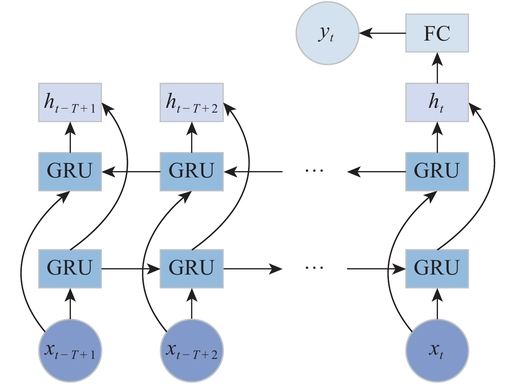 y_t FC
h_{t−T+1} h_{t−T+2} h_t
GRU GRU ... GRU
GRU GRU ... GRU
x_{t−T+1} x_{t−T+2} x_t